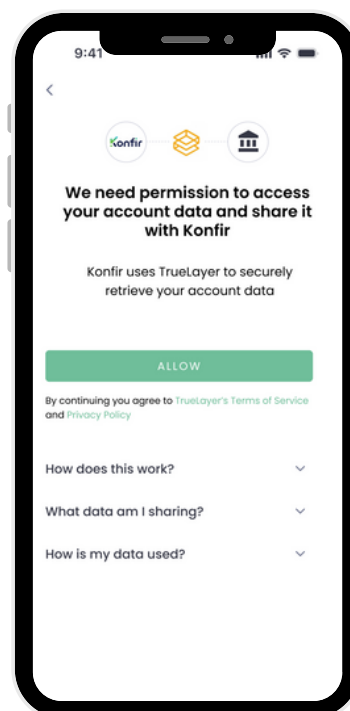 9:41
Konfir
We need permission to access
your account data and share it
with Konfir
Konfir uses TrueLayer to securely
retrieve your account data
ALLOW
By continuing you agree to TrueLayer's Terms of Service
and Privacy Policy
How does this work?
What data am I sharing?
How is my data used?